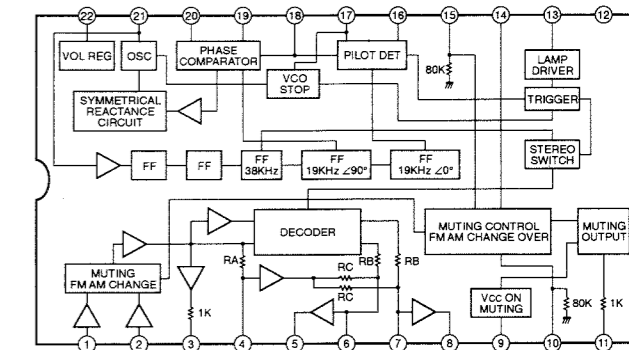 22 21 20 19 18 17 16 15 14 13 12
VOL REG
OSC
PHASE
COMPARATOR
PILOT DET
80K
LAMP
DRIVER
VCO
STOP
TRIGGER
SYMMETRICAL
REACTANCE
CIRCUIT
STEREO
SWITCH
FF
FF
FF
38KHz
FF
19KHz ∠90°
FF
19KHz ∠0°
DECODER
MUTING CONTROL
FM AM CHANGE OVER
MUTING
OUTPUT
RA
RB
RB
RC
RC
MUTING
FM AM CHANGE
1K
Vcc ON
MUTING
80K
1K
1 2 3 4 5 6 7 8 9 10 11